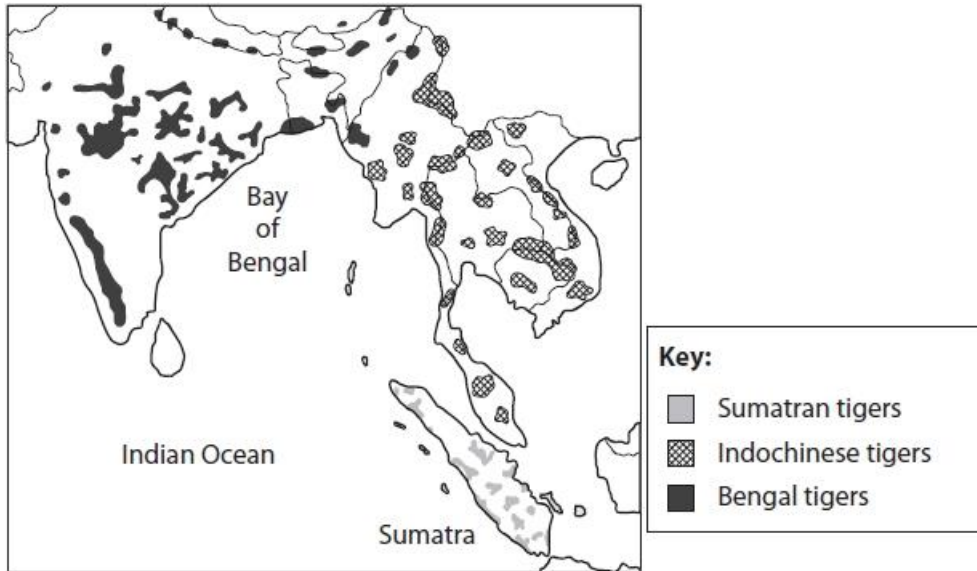 Bay
of
Bengal
Indian Ocean
Sumatra
Key:
Sumatran tigers
Indochinese tigers
Bengal tigers